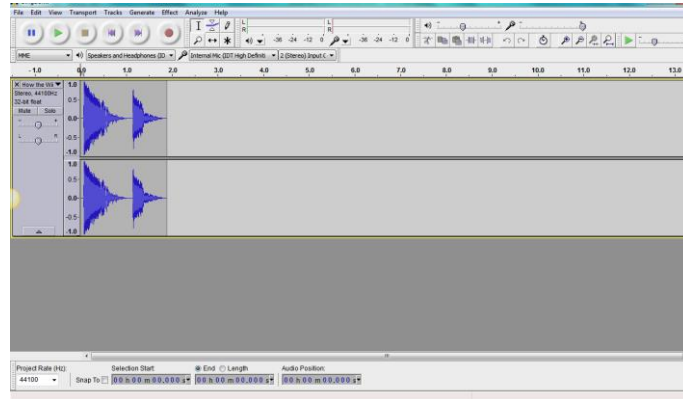 File Edit View Transport Tracks Generate Effect Analyze Help
L
R
-36 -24 -12 0
L
R
-36 -24 -12 0
MME
Speakers and Headphones (ID
Internal Mic (IDT High Definiti
2 (Stereo) Input C
-1.0 0.0 1.0 2.0 3.0 4.0 5.0 6.0 7.0 8.0 9.0 10.0 11.0 12.0 13.0
X How the Wa
Stereo, 44100Hz
32-bit float
Mute Solo
- +
L R
1.0
0.5
0.0
-0.5
-1.0
1.0
0.5
0.0
-0.5
-1.0
Project Rate (Hz): Selection Start: End Length Audio Position:
44100 Snap To 00 h 00 m 00.000 s 00 h 00 m 00.000 s 00 h 00 m 00.000 s